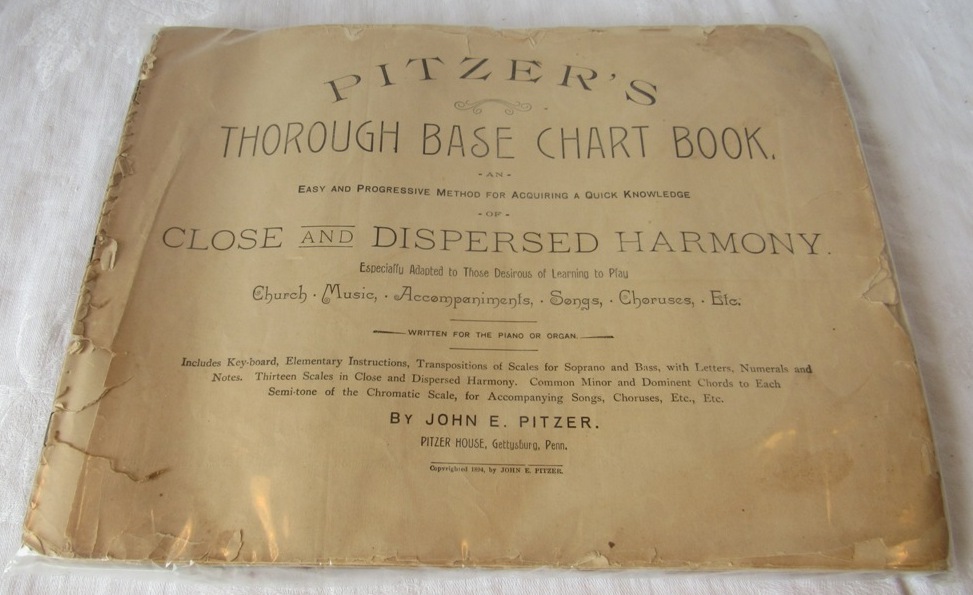 PITZER'S
THOROUGH BASE CHART BOOK.
- AN -
EASY AND PROGRESSIVE METHOD FOR ACQUIRING A QUICK KNOWLEDGE
- OF -
CLOSE AND DISPERSED HARMONY.
Especially Adapted to Those Desirous of Learning to Play
Church · Music, · Accompaniments, · Songs, · Choruses, · Etc.
WRITTEN FOR THE PIANO OR ORGAN.
Includes Key-board, Elementary Instructions, Transpositions of Scales for Soprano and Bass, with Letters, Numerals and
Notes. Thirteen Scales in Close and Dispersed Harmony. Common Minor and Dominent Chords to Each
Semi-tone of the Chromatic Scale, for Accompanying Songs, Choruses, Etc., Etc.
BY JOHN E. PITZER.
PITZER HOUSE, Gettysburg, Penn.
Copyrighted 1894, by JOHN E. PITZER.